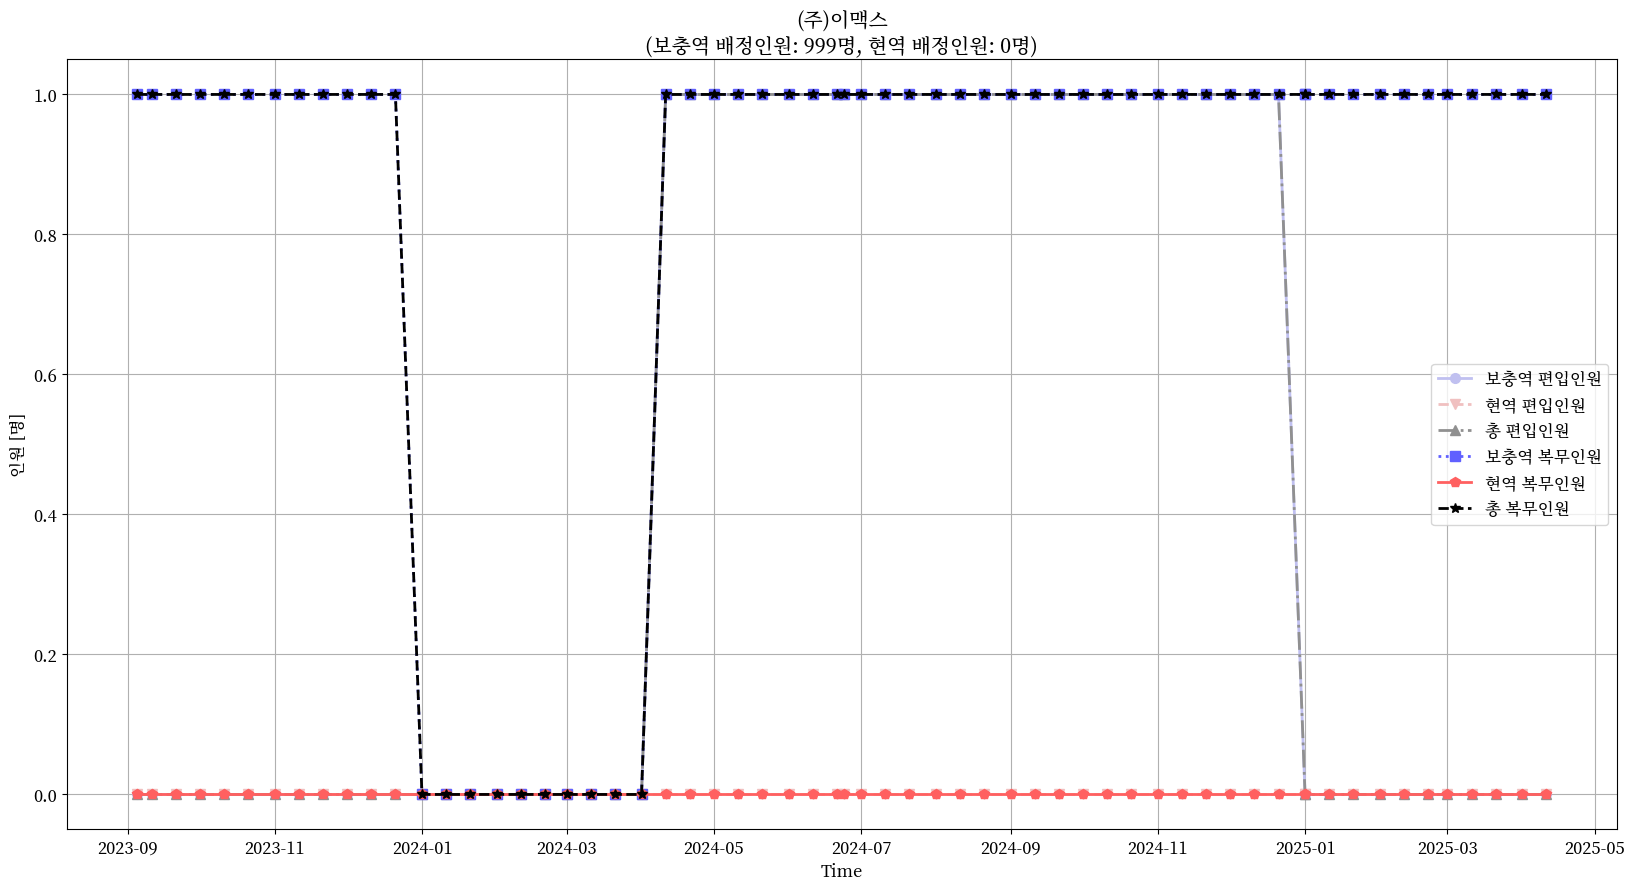 (주)이맥스
(보충역 배정인원: 999명, 현역 배정인원: 0명)
인원 [명]
1.0
0.8
0.6
0.4
0.2
0.0
보충역 편입인원
현역 편입인원
총 편입인원
보충역 복무인원
현역 복무인원
총 복무인원
2023-09 2023-11 2024-01 2024-03 2024-05 2024-07 2024-09 2024-11 2025-01 2025-03 2025-05
Time